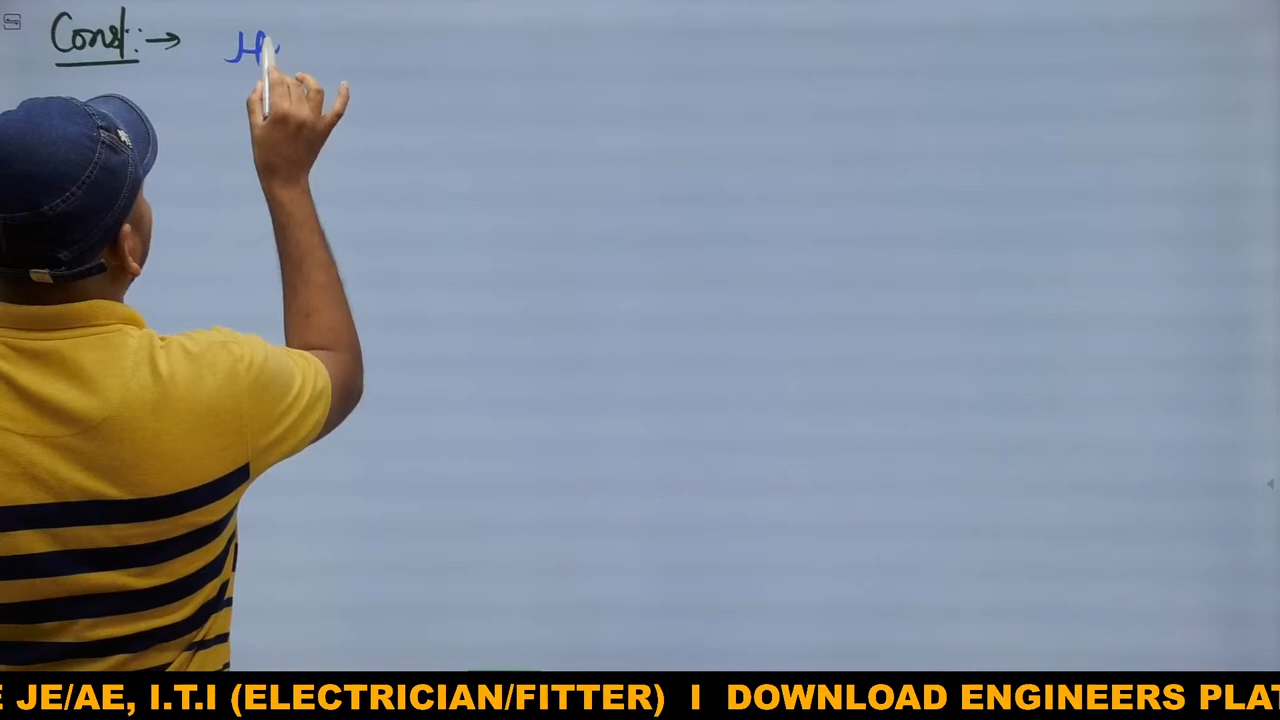 Const:→
E JE/AE, I.T.I (ELECTRICIAN/FITTER) I DOWNLOAD ENGINEERS PLAT